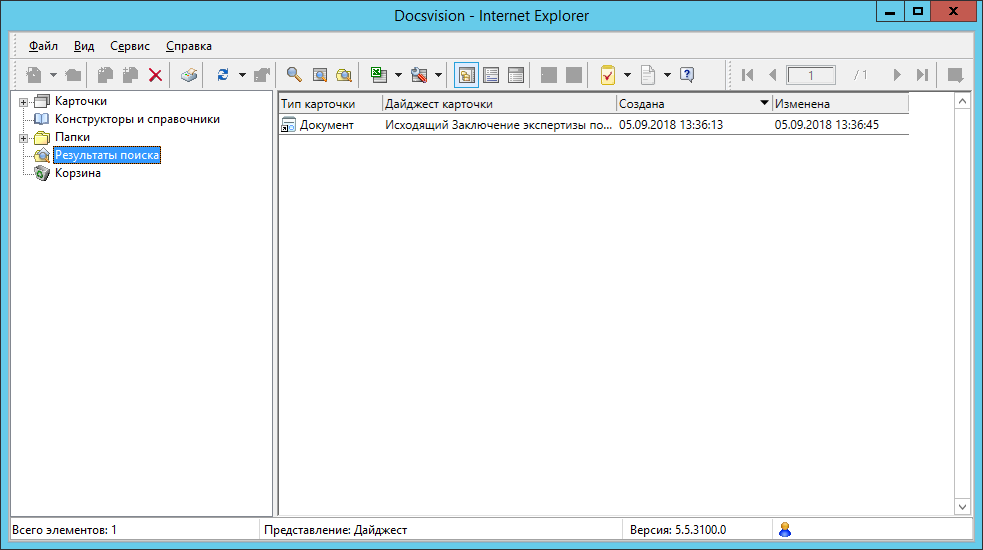 Docsvision - Internet Explorer
Файл Вид Сервис Справка
1 / 1
Карточки
Конструкторы и справочники
Папки
Результаты поиска
Корзина
Тип карточки Дайджест карточки Создана Изменена
Документ Исходящий Заключение экспертизы по... 05.09.2018 13:36:13 05.09.2018 13:36:45
Всего элементов: 1 Представление: Дайджест Версия: 5.5.3100.0